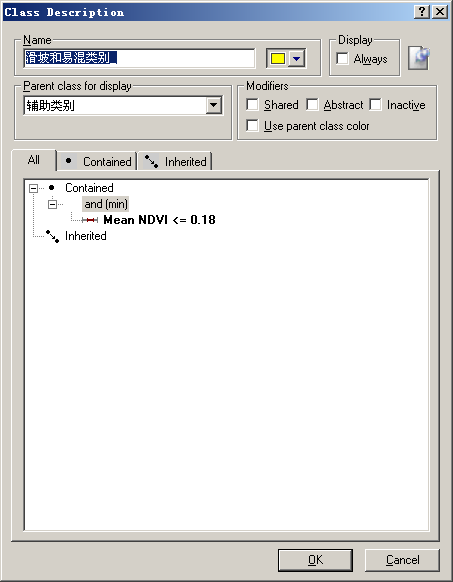 Class Description
Name
滑坡和易混类别_
Display
Always
Parent class for display
辅助类别
Modifiers
Shared Abstract Inactive
Use parent class color
All Contained Inherited
Contained
and (min)
Mean NDVI <= 0.18
Inherited
OK Cancel